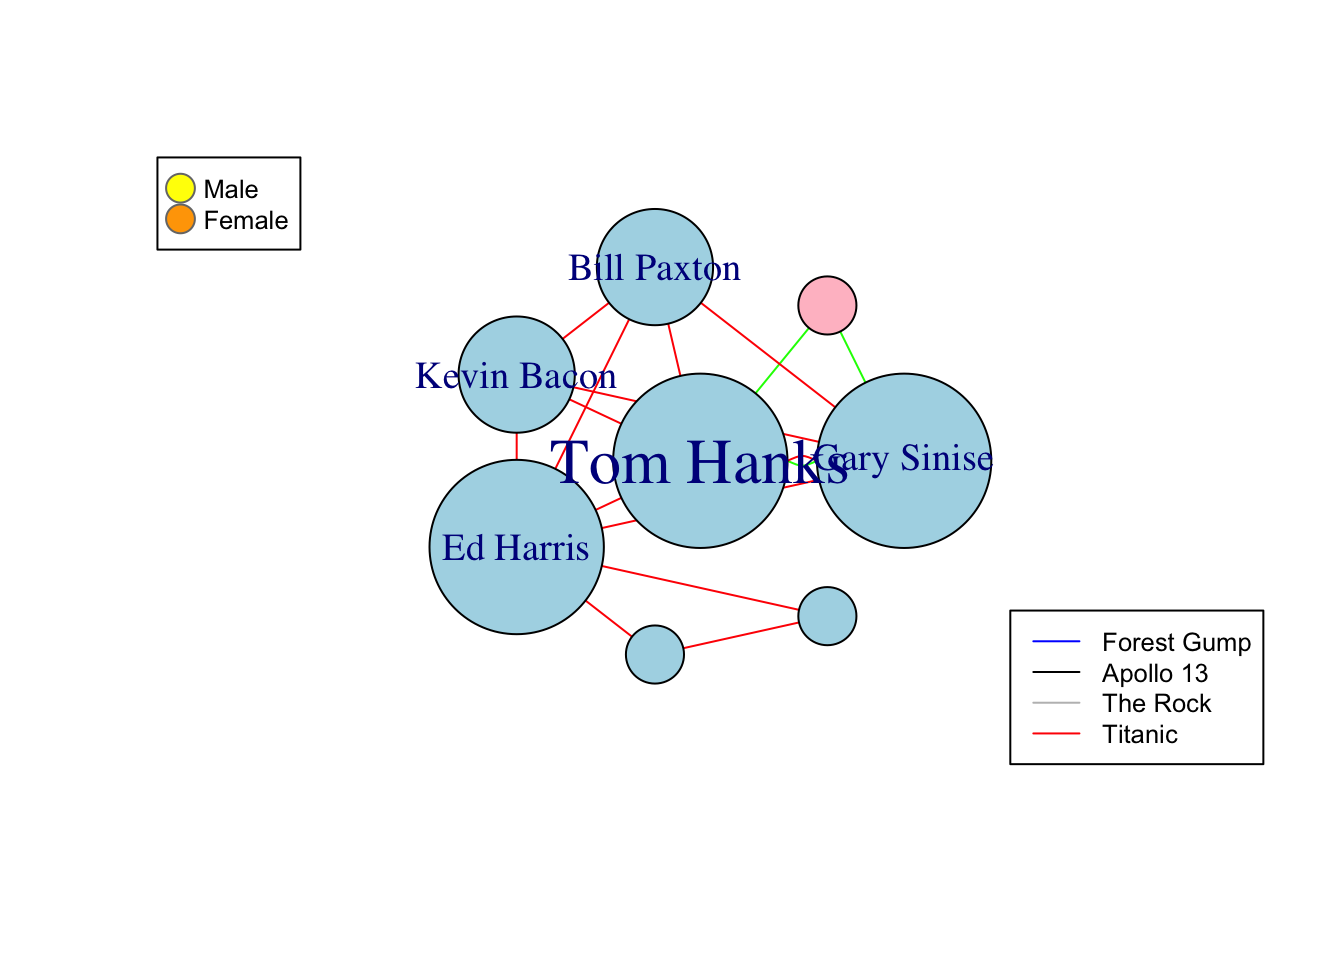 Male
Female
Bill Paxton
Kevin Bacon
Tom Hanks
Gary Sinise
Ed Harris
Forest Gump
Apollo 13
The Rock
Titanic